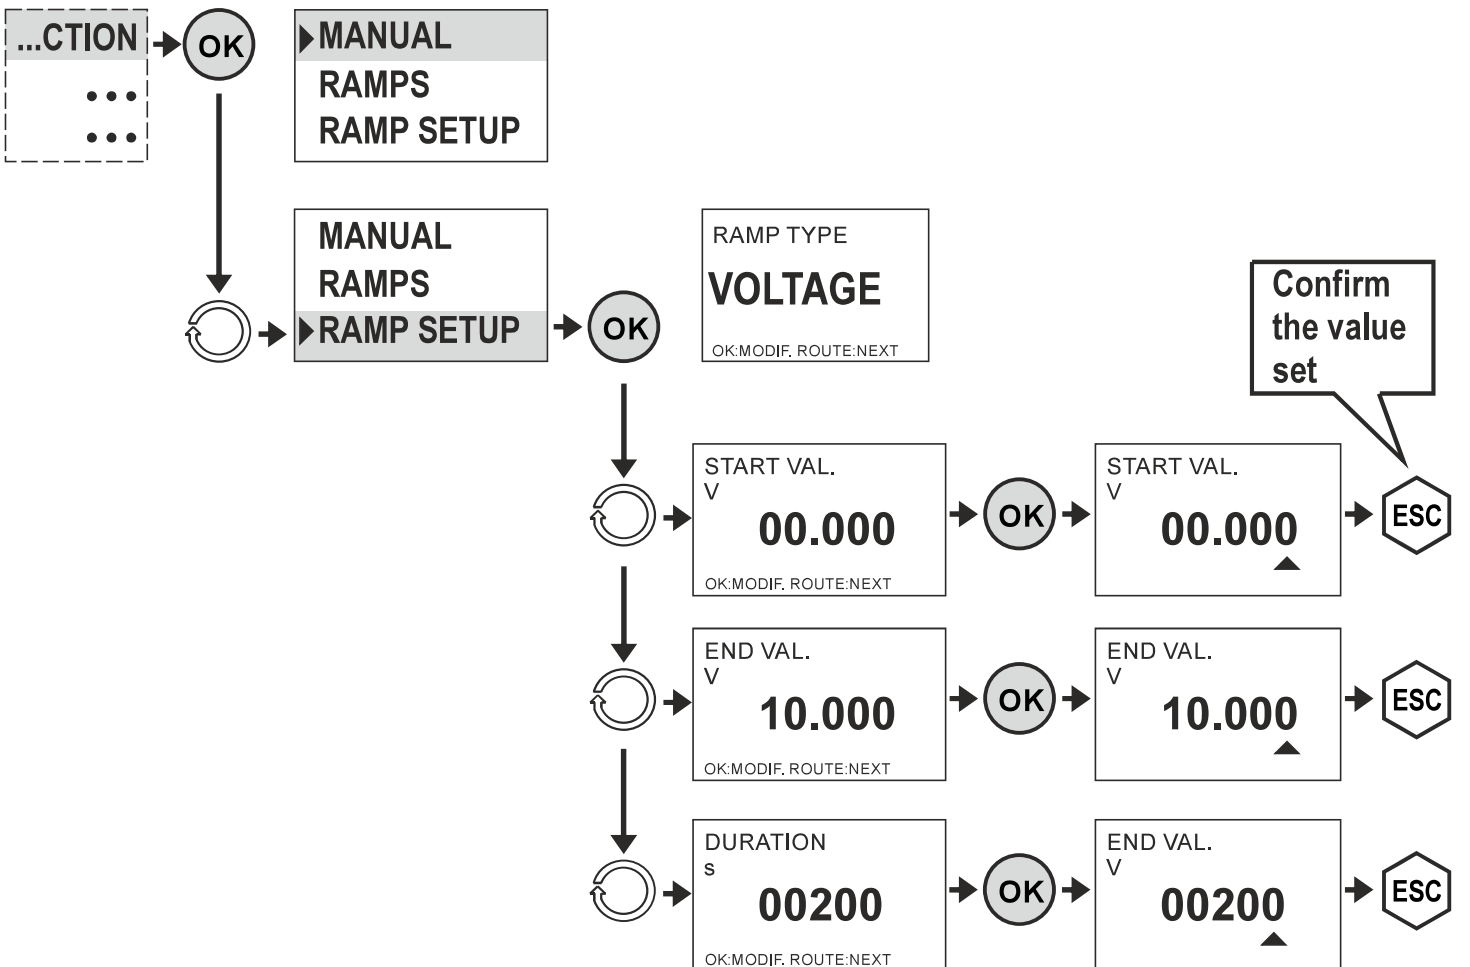 ...CTION
OK
MANUAL
RAMPS
RAMP SETUP
MANUAL
RAMPS
RAMP SETUP
OK
RAMP TYPE
VOLTAGE
OK:MODIF. ROUTE:NEXT
Confirm
the value
set
START VAL.
V
00.000
OK:MODIF. ROUTE:NEXT
OK
START VAL.
V
00.000
ESC
END VAL.
V
10.000
OK:MODIF. ROUTE:NEXT
OK
END VAL.
V
10.000
ESC
DURATION
s
00200
OK:MODIF. ROUTE:NEXT
OK
END VAL.
V
00200
ESC